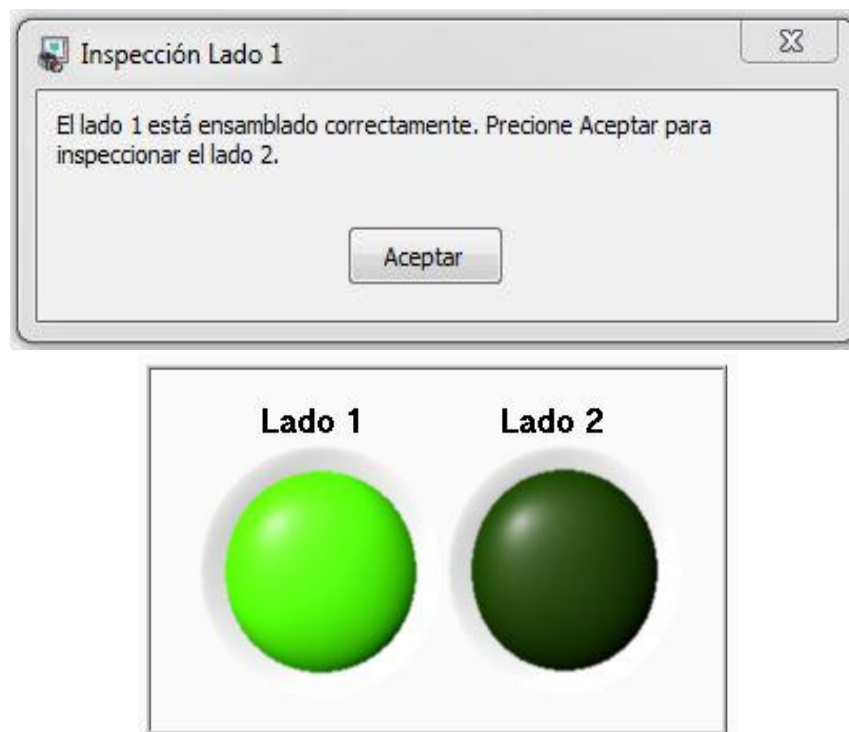 Inspección Lado 1
El lado 1 está ensamblado correctamente. Precione Aceptar para
inspeccionar el lado 2.
Aceptar
Lado 1
Lado 2